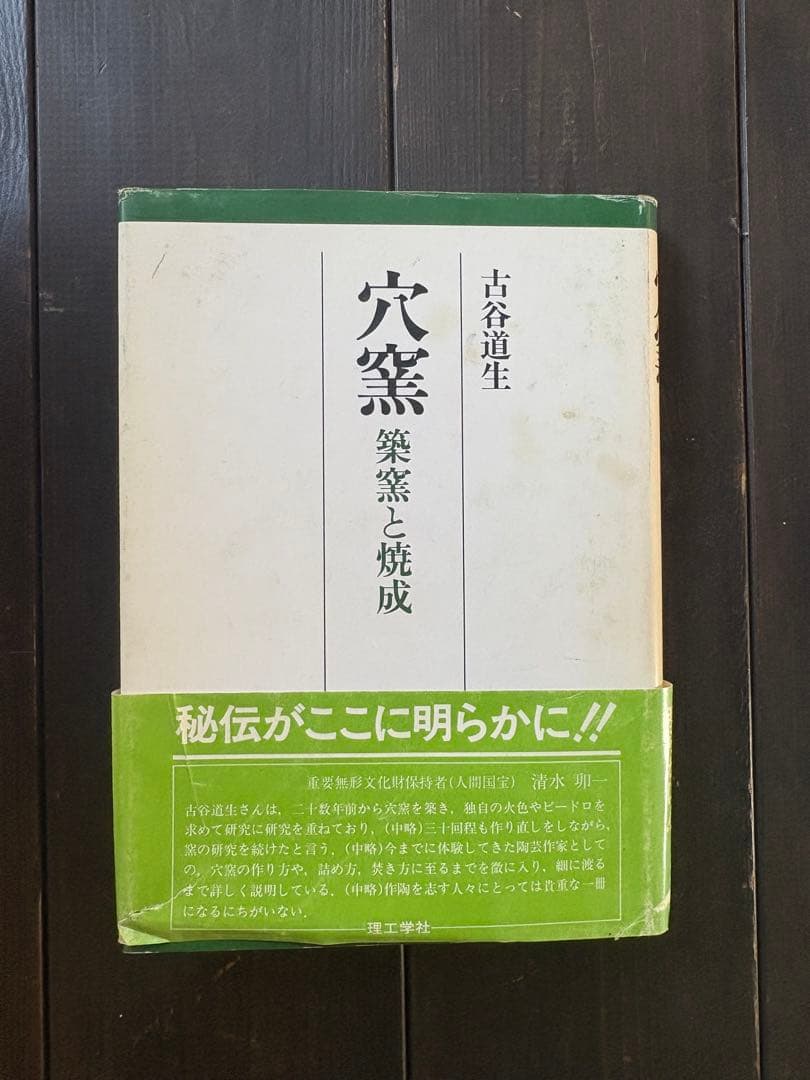 古谷道生
穴窯
築窯と焼成
秘伝がここに明らかに!!
重要無形文化財保持者(人間国宝) 清水 卯一
古谷道生さんは，二十数年前から穴窯を築き，独自の火色やビードロを
求めて研究に研究を重ねており，(中略)三十回程も作り直しをしながら，
窯の研究を続けたと言う．(中略)今までに体験してきた陶芸作家として
の，穴窯の作り方や，詰め方，焚き方に至るまでを微に入り，細に渡る
まで詳しく説明している．(中略)作陶を志す人々にとっては貴重な一冊
になるにちがいない．
理工学社